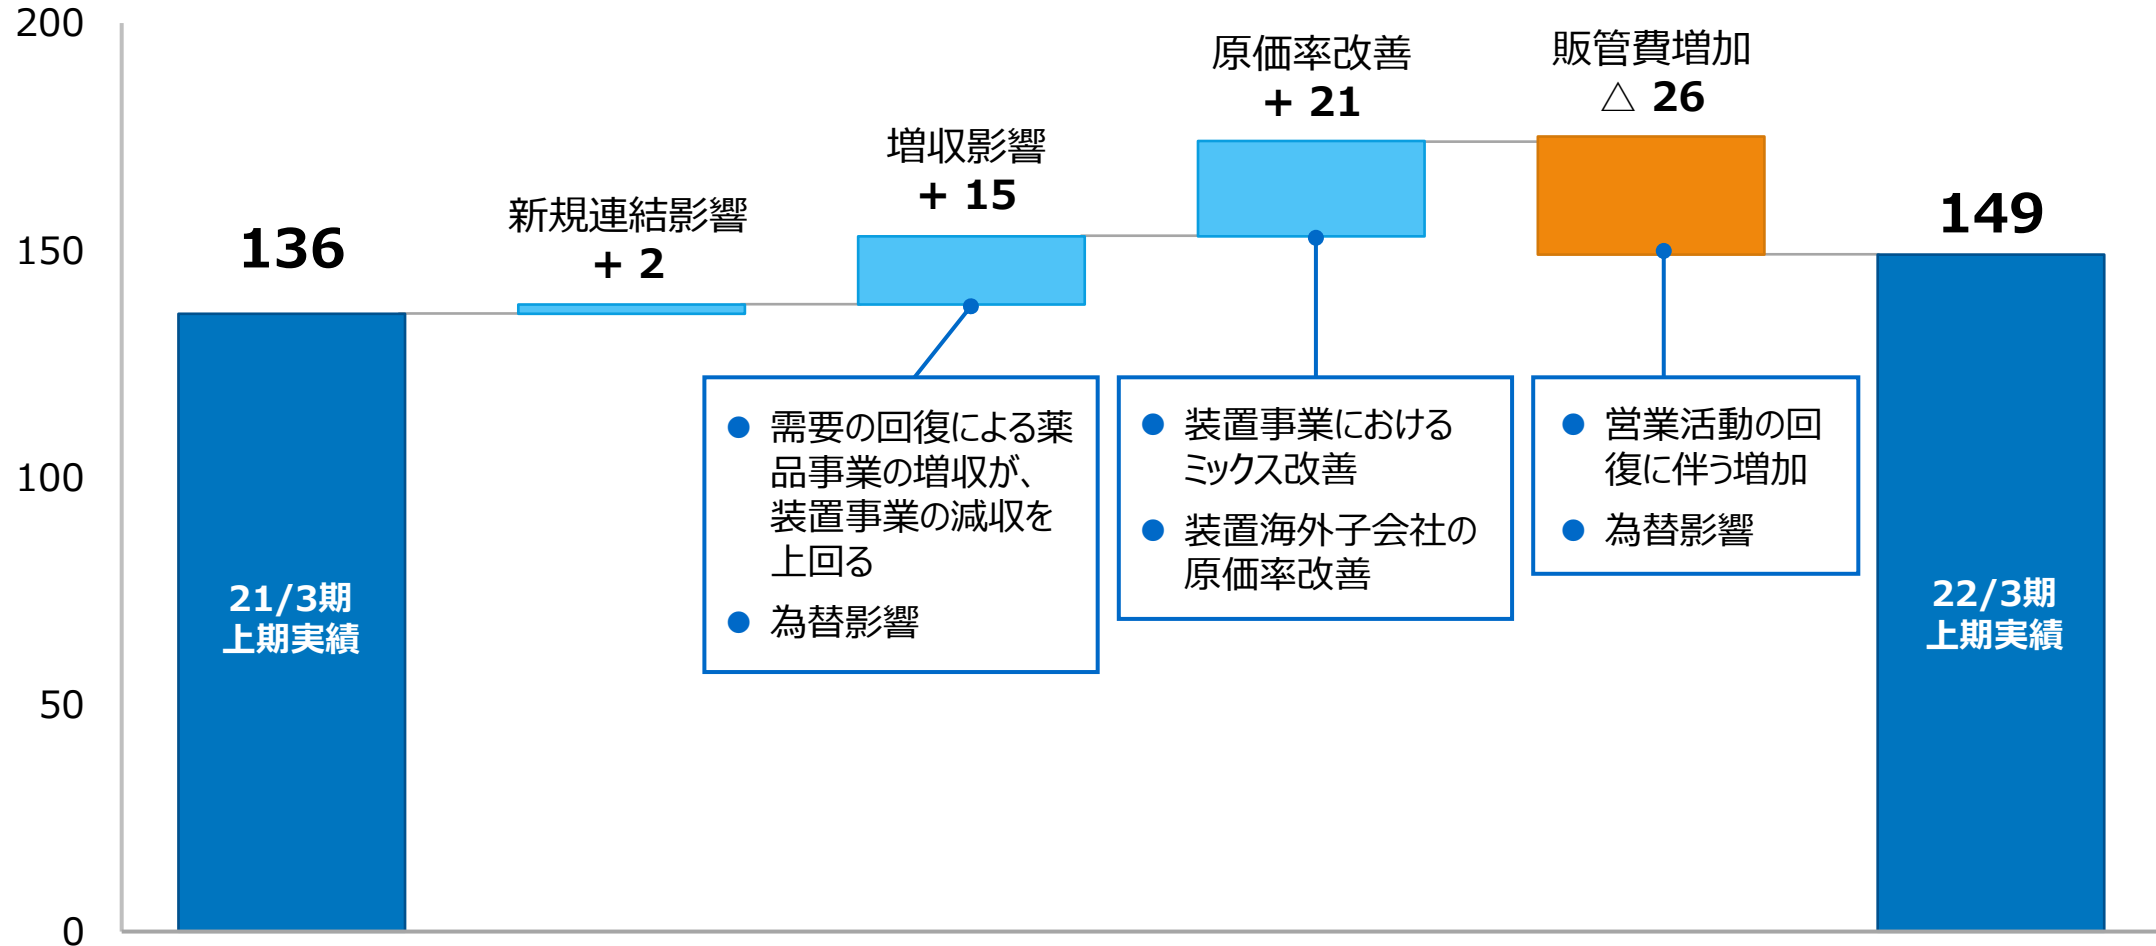 200
150
100
50
0
136
21/3期
上期実績
新規連結影響
+ 2
増収影響
+ 15
原価率改善
+ 21
販管費増加
△ 26
149
22/3期
上期実績
● 需要の回復による薬
品事業の増収が、
装置事業の減収を
上回る
● 為替影響
● 装置事業における
ミックス改善
● 装置海外子会社の
原価率改善
● 営業活動の回
復に伴う増加
● 為替影響